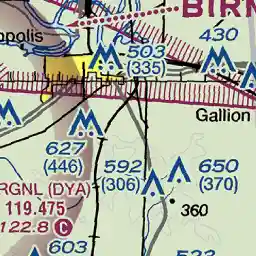 BIRM
opolis
503
(335)
430
Gallion
627
(446)
592
(306)
650
(370)
RGNL (DYA)
119.475
122.8 C
360
603